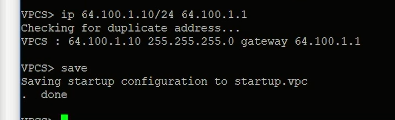 VPCS> ip 64.100.1.10/24 64.100.1.1
Checking for duplicate address...
VPCS : 64.100.1.10 255.255.255.0 gateway 64.100.1.1
VPCS> save
Saving startup configuration to startup.vpc
.  done
VPCS>